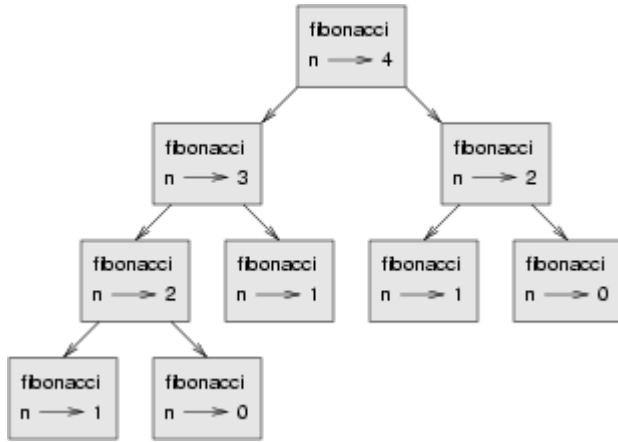 fibonacci
n → 4
fibonacci
n → 3
fibonacci
n → 2
fibonacci
n → 2
fibonacci
n → 1
fibonacci
n → 1
fibonacci
n → 0
fibonacci
n → 1
fibonacci
n → 0